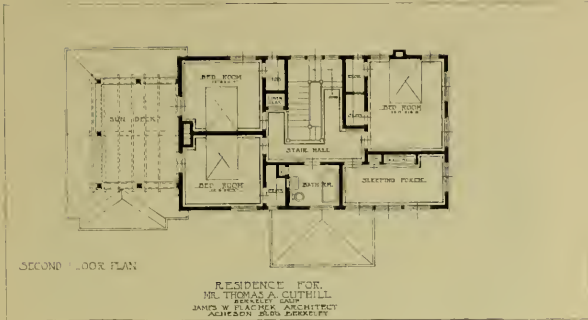 BED ROOM
SUN DECK
BED ROOM
BED ROOM
STAIR HALL
BATH RM.
SLEEPING PORCH
SECOND FLOOR PLAN
RESIDENCE FOR
MR. THOMAS A. CUTHILL
BERKELEY CALIF
JAMES W PLACHEK ARCHITECT
ACHESON BLDG BERKELEY